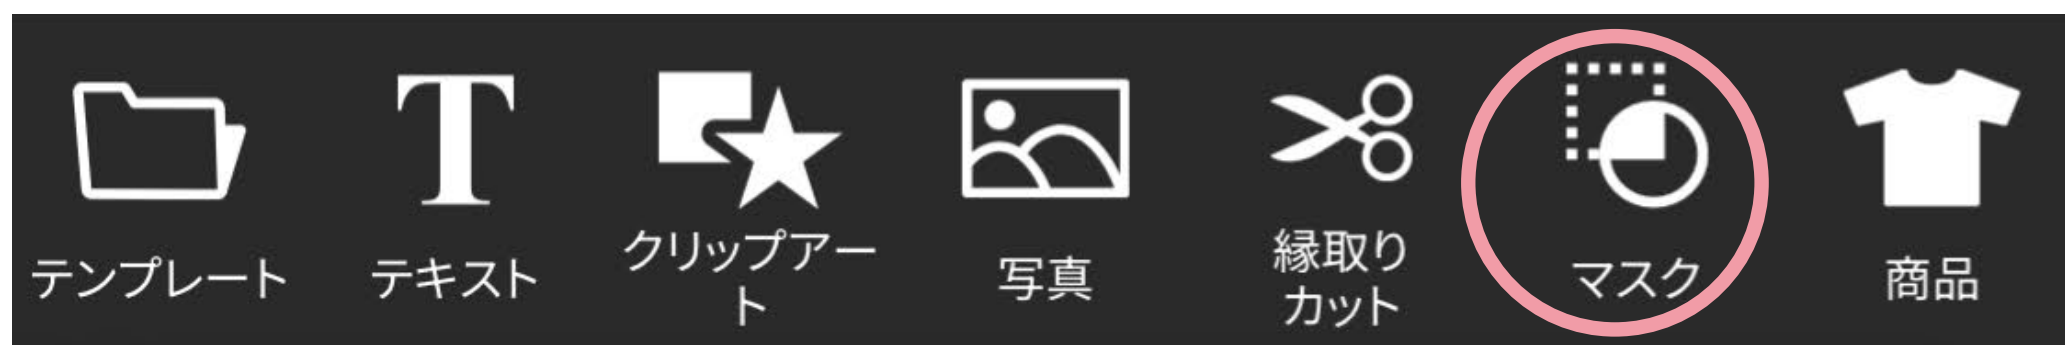 テンプレート
テキスト
クリップアー
ト
写真
縁取り
カット
マスク
商品